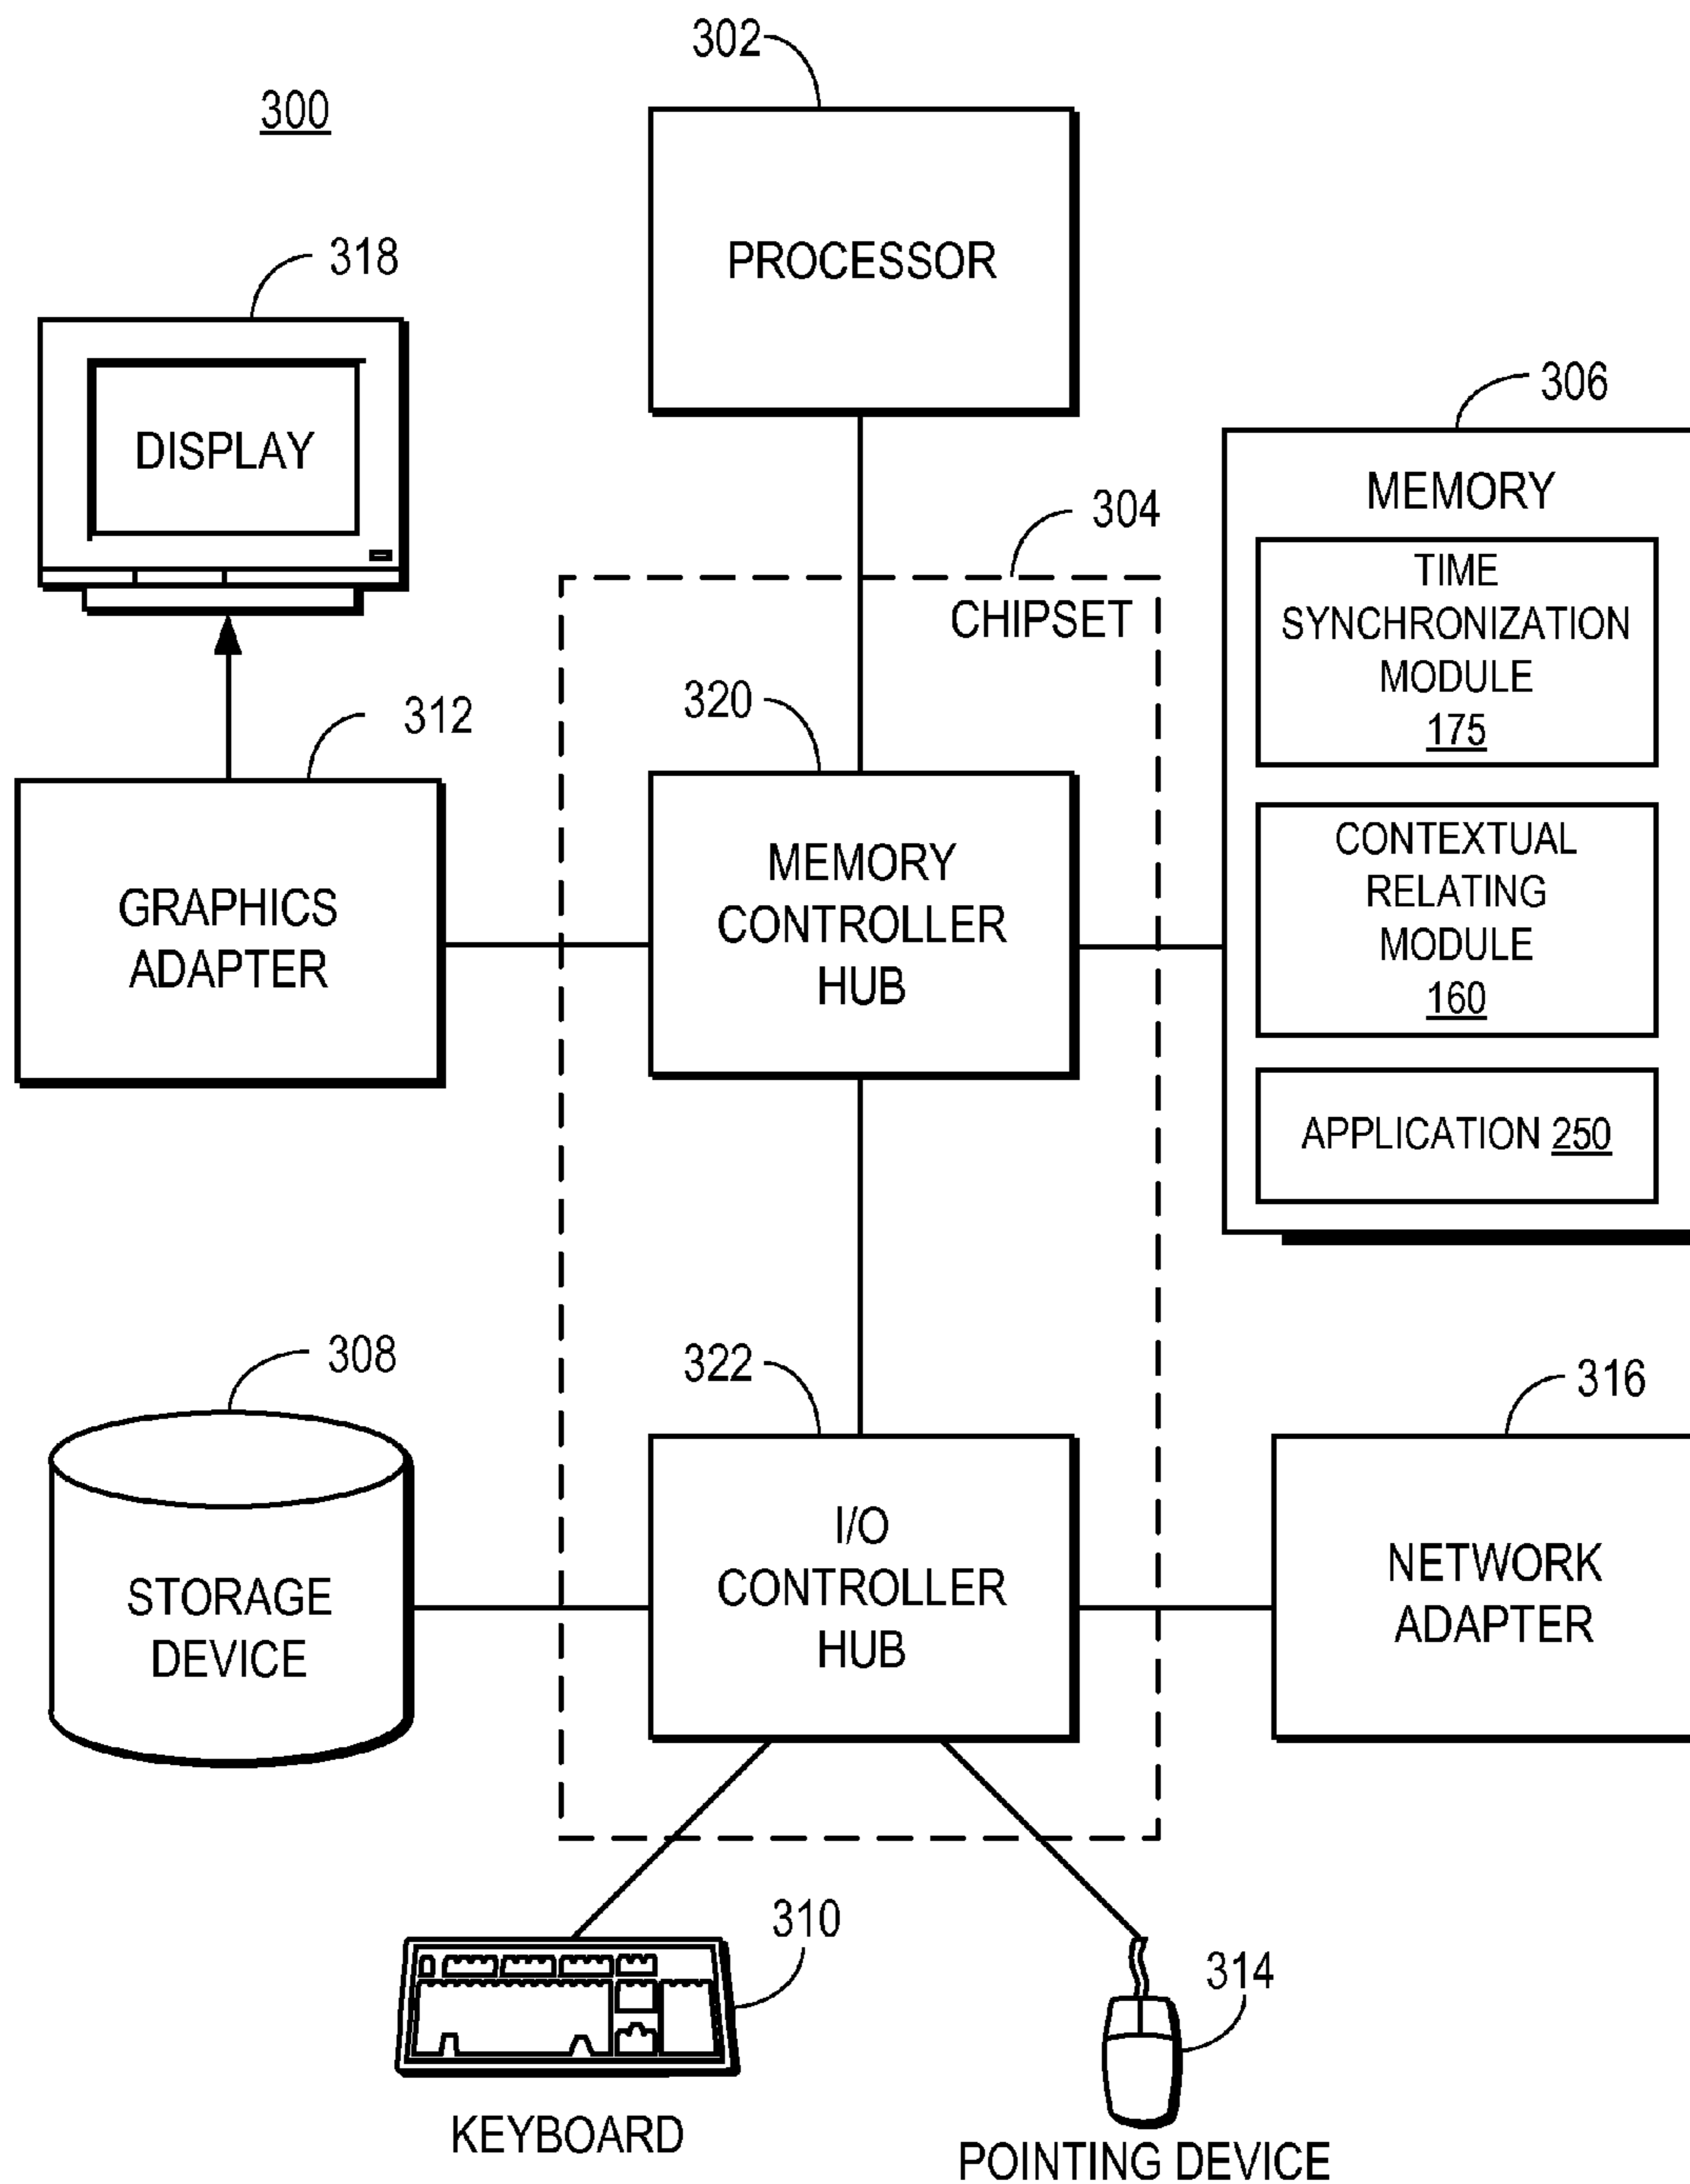 302
300
PROCESSOR
318
DISPLAY
306
MEMORY
TIME
SYNCHRONIZATION
MODULE
175
CONTEXTUAL
RELATING
MODULE
160
APPLICATION 250
304
CHIPSET
312
GRAPHICS
ADAPTER
320
MEMORY
CONTROLLER
HUB
308
STORAGE
DEVICE
322
I/O
CONTROLLER
HUB
316
NETWORK
ADAPTER
310
KEYBOARD
314
POINTING DEVICE